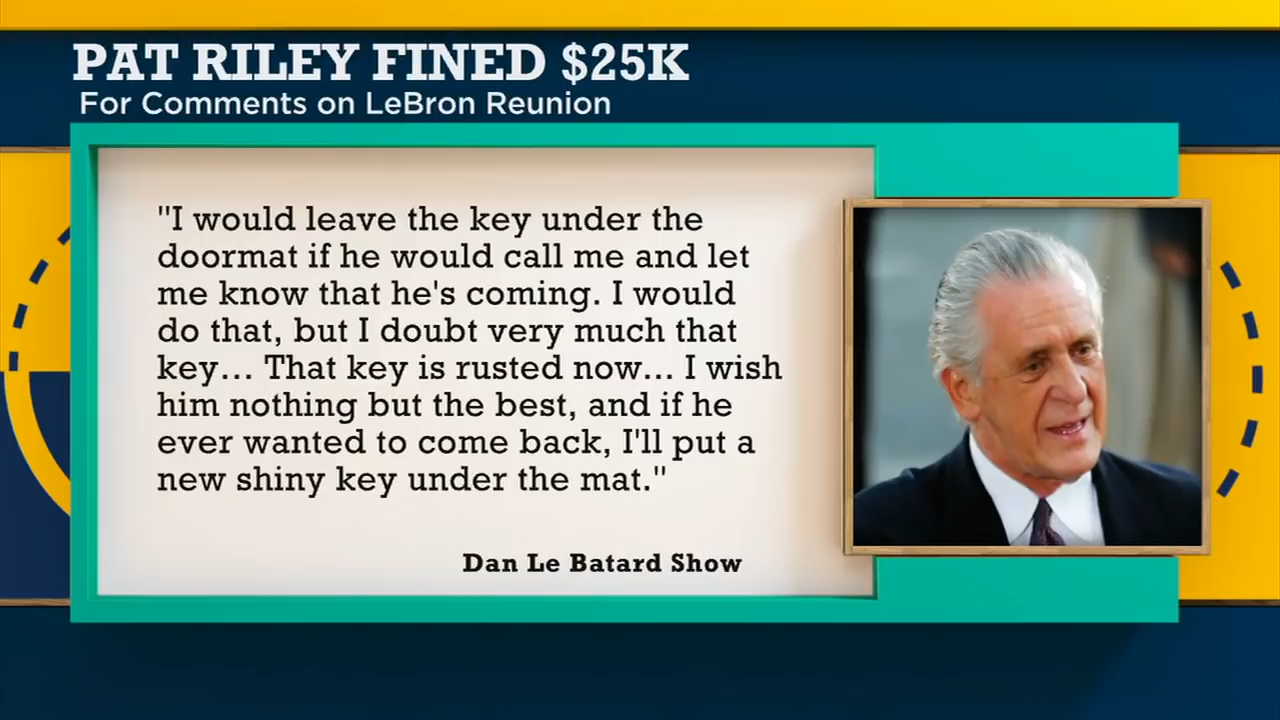 PAT RILEY FINED $25K
For Comments on LeBron Reunion
"I would leave the key under the
doormat if he would call me and let
me know that he's coming. I would
do that, but I doubt very much that
key... That key is rusted now... I wish
him nothing but the best, and if he
ever wanted to come back, I'll put a
new shiny key under the mat."
Dan Le Batard Show